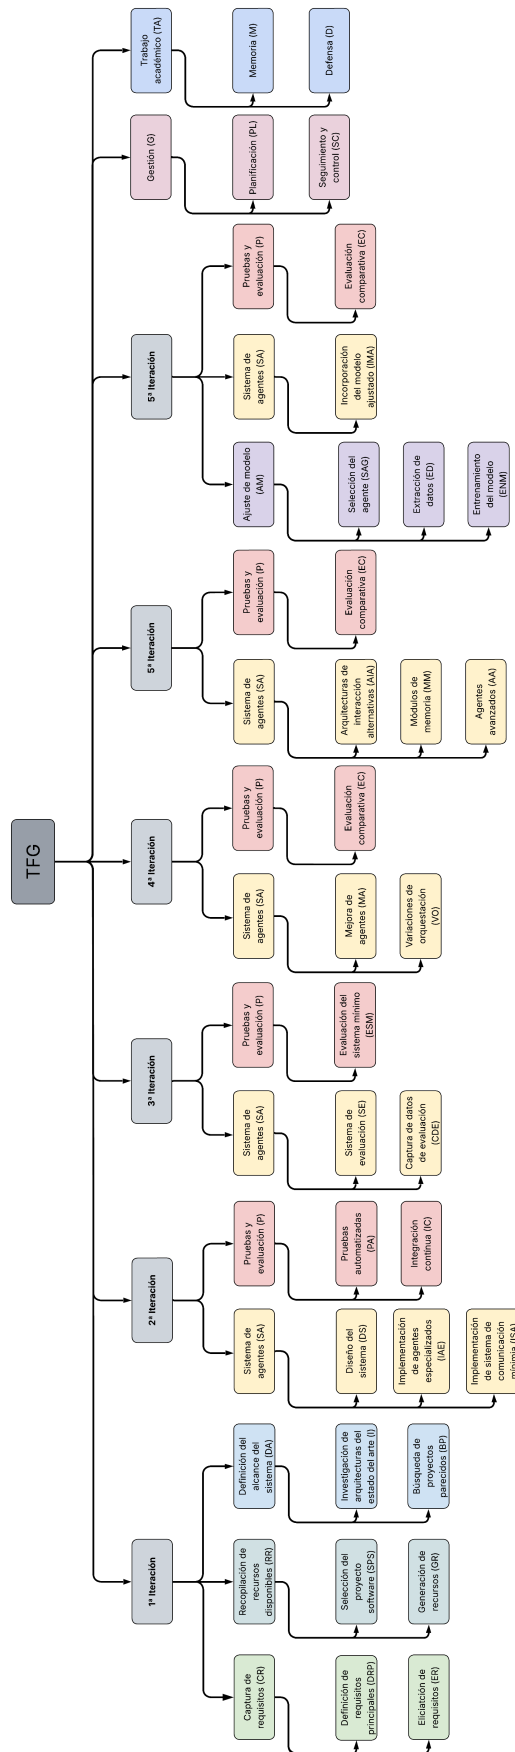 TFG
1ª Iteración
Captura de
requisitos (CR)
Definición de
requisitos
principales (DRP)
Eliciatción de
requisitos (ER)
Recopilación de
recursos
disponibles (RR)
Selección del
proyecto
software (SPS)
Generación de
recursos (GR)
Definición del
alcance del
sistema (DA)
Investigación de
arquitecturas del
estado del arte (I)
Búsqueda de
proyectos
parecidos (BP)
2ª Iteración
Sistema de
agentes (SA)
Diseño del
sistema (DS)
Implementación
de agentes
especializados
(IAE)
Implementación
de sistema de
comunicación
mínimia (ISA)
Pruebas y
evaluación (P)
Pruebas
automatizadas
(PA)
Integración
continua (IC)
3ª Iteración
Sistema de
agentes (SA)
Sistema de
evaluación (SE)
Captura de datos
de evaluación
(CDE)
Pruebas y
evaluación (P)
Evaluación del
sistema mínimo
(ESM)
4ª Iteración
Sistema de
agentes (SA)
Mejora de
agentes (MA)
Variaciones de
orquestación
(VO)
Pruebas y
evaluación (P)
Evaluación
comparativa (EC)
5ª Iteración
Sistema de
agentes (SA)
Arquitecturas de
interacción
alternativas (AIA)
Módulos de
memoria (MM)
Agentes
avanzados (AA)
Pruebas y
evaluación (P)
Evaluación
comparativa (EC)
5ª Iteración
Ajuste de modelo
(AM)
Selección del
agente (SAG)
Extracción de
datos (ED)
Entrenamiento
del modelo
(ENM)
Sistema de
agentes (SA)
Incorporación
del modelo
ajustado (IMA)
Pruebas y
evaluación (P)
Evaluación
comparativa (EC)
Gestión (G)
Planificación (PL)
Seguimiento y
control (SC)
Trabajo
académico (TA)
Memoria (M)
Defensa (D)